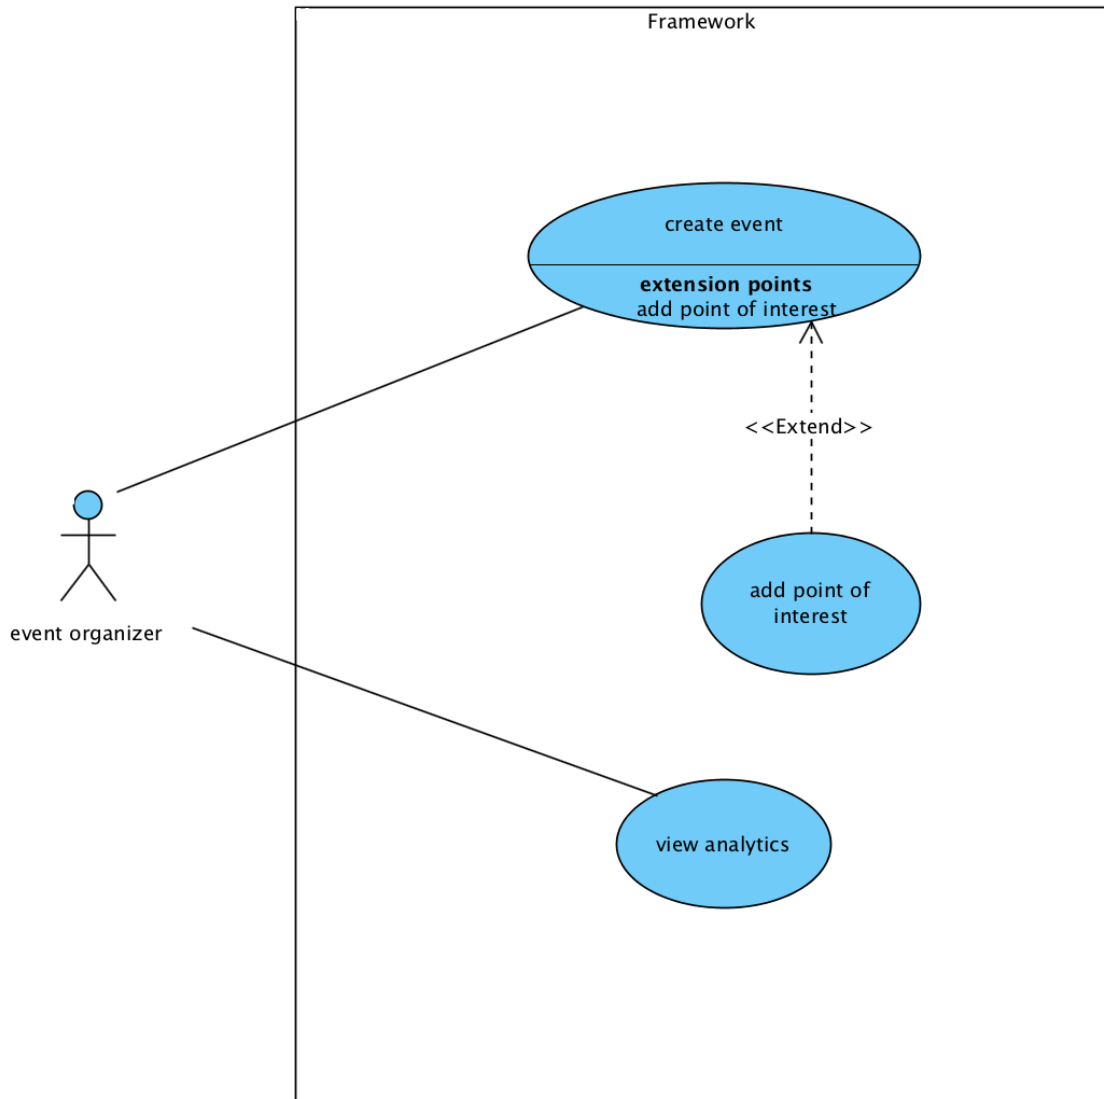 Framework
create event
extension points
add point of interest
<<Extend>>
add point of
interest
event organizer
view analytics